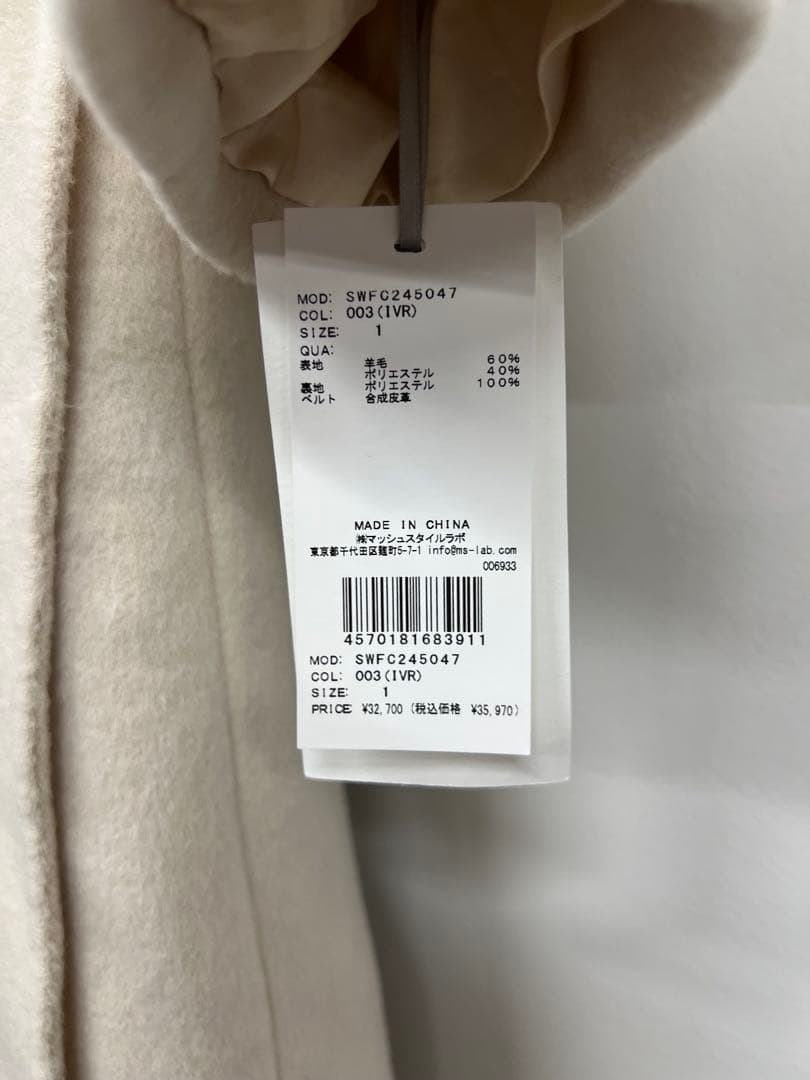 MOD: SWFC245047
COL: 003(IVR)
SIZE: 1
QUA:
表地 羊毛 60%
ポリエステル 40%
裏地 ポリエステル 100%
ベルト 合成皮革
MADE IN CHINA
㈱マッシュスタイルラボ
東京都千代田区麹町5-7-1 info@ms-lab.com
006933
4570181683911
MOD: SWFC245047
COL: 003(IVR)
SIZE: 1
PRICE: ¥32,700 (税込価格 ¥35,970)